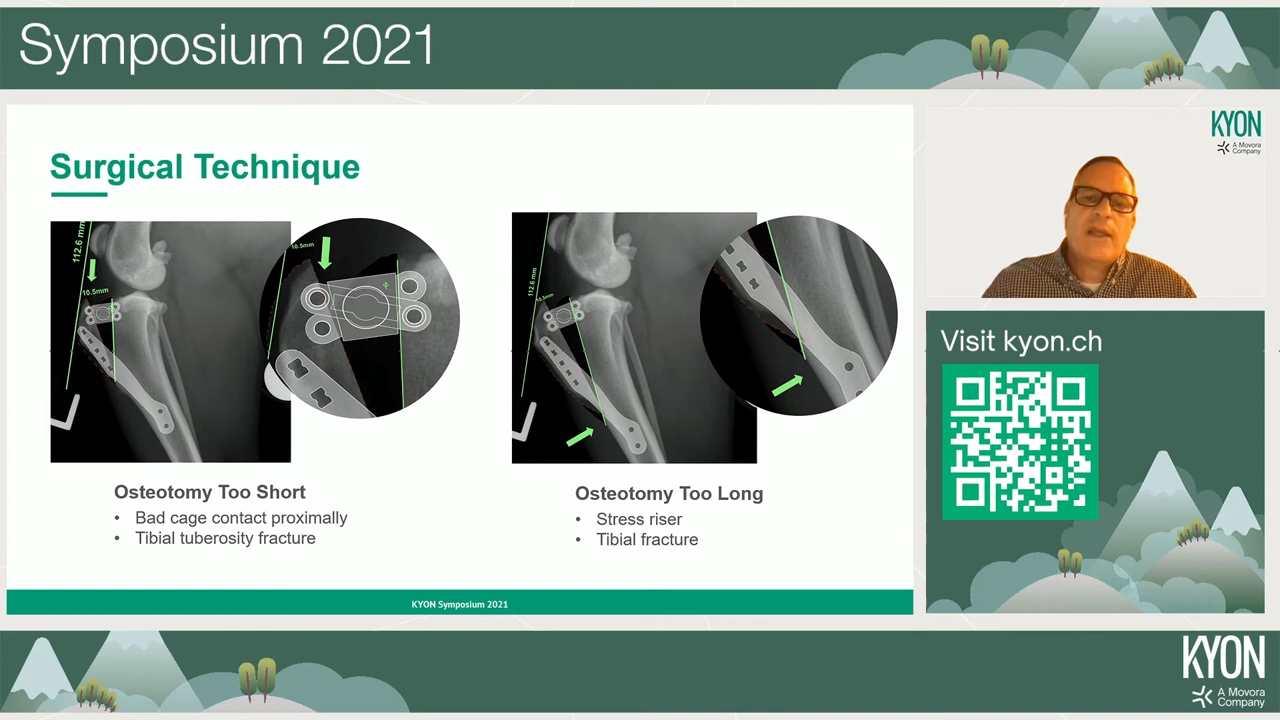 Symposium 2021
KYON
A Movora
Company
Surgical Technique
112.6 mm
10.5mm
10.5mm
112.6 mm
10.5mm
Visit kyon.ch
Osteotomy Too Short
• Bad cage contact proximally
• Tibial tuberosity fracture
Osteotomy Too Long
• Stress riser
• Tibial fracture
KYON Symposium 2021
KYON
A Movora
Company